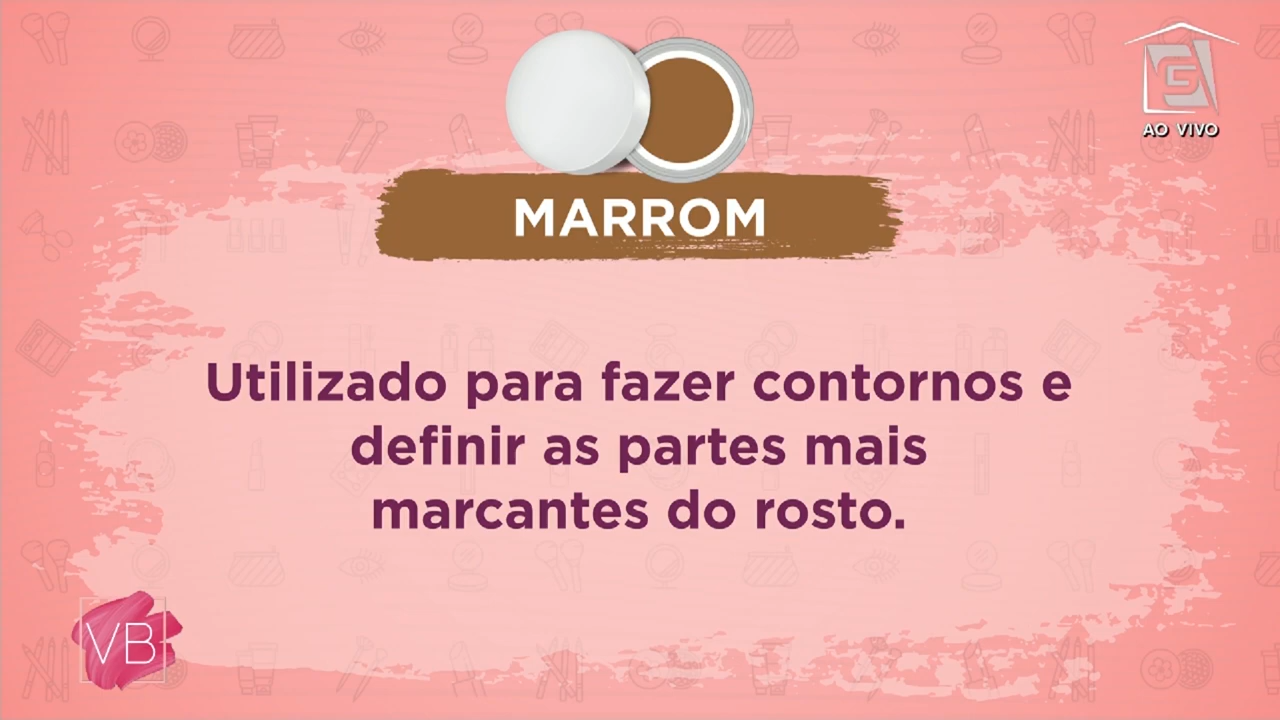 AO VIVO
MARROM
Utilizado para fazer contornos e
definir as partes mais
marcantes do rosto.
VB